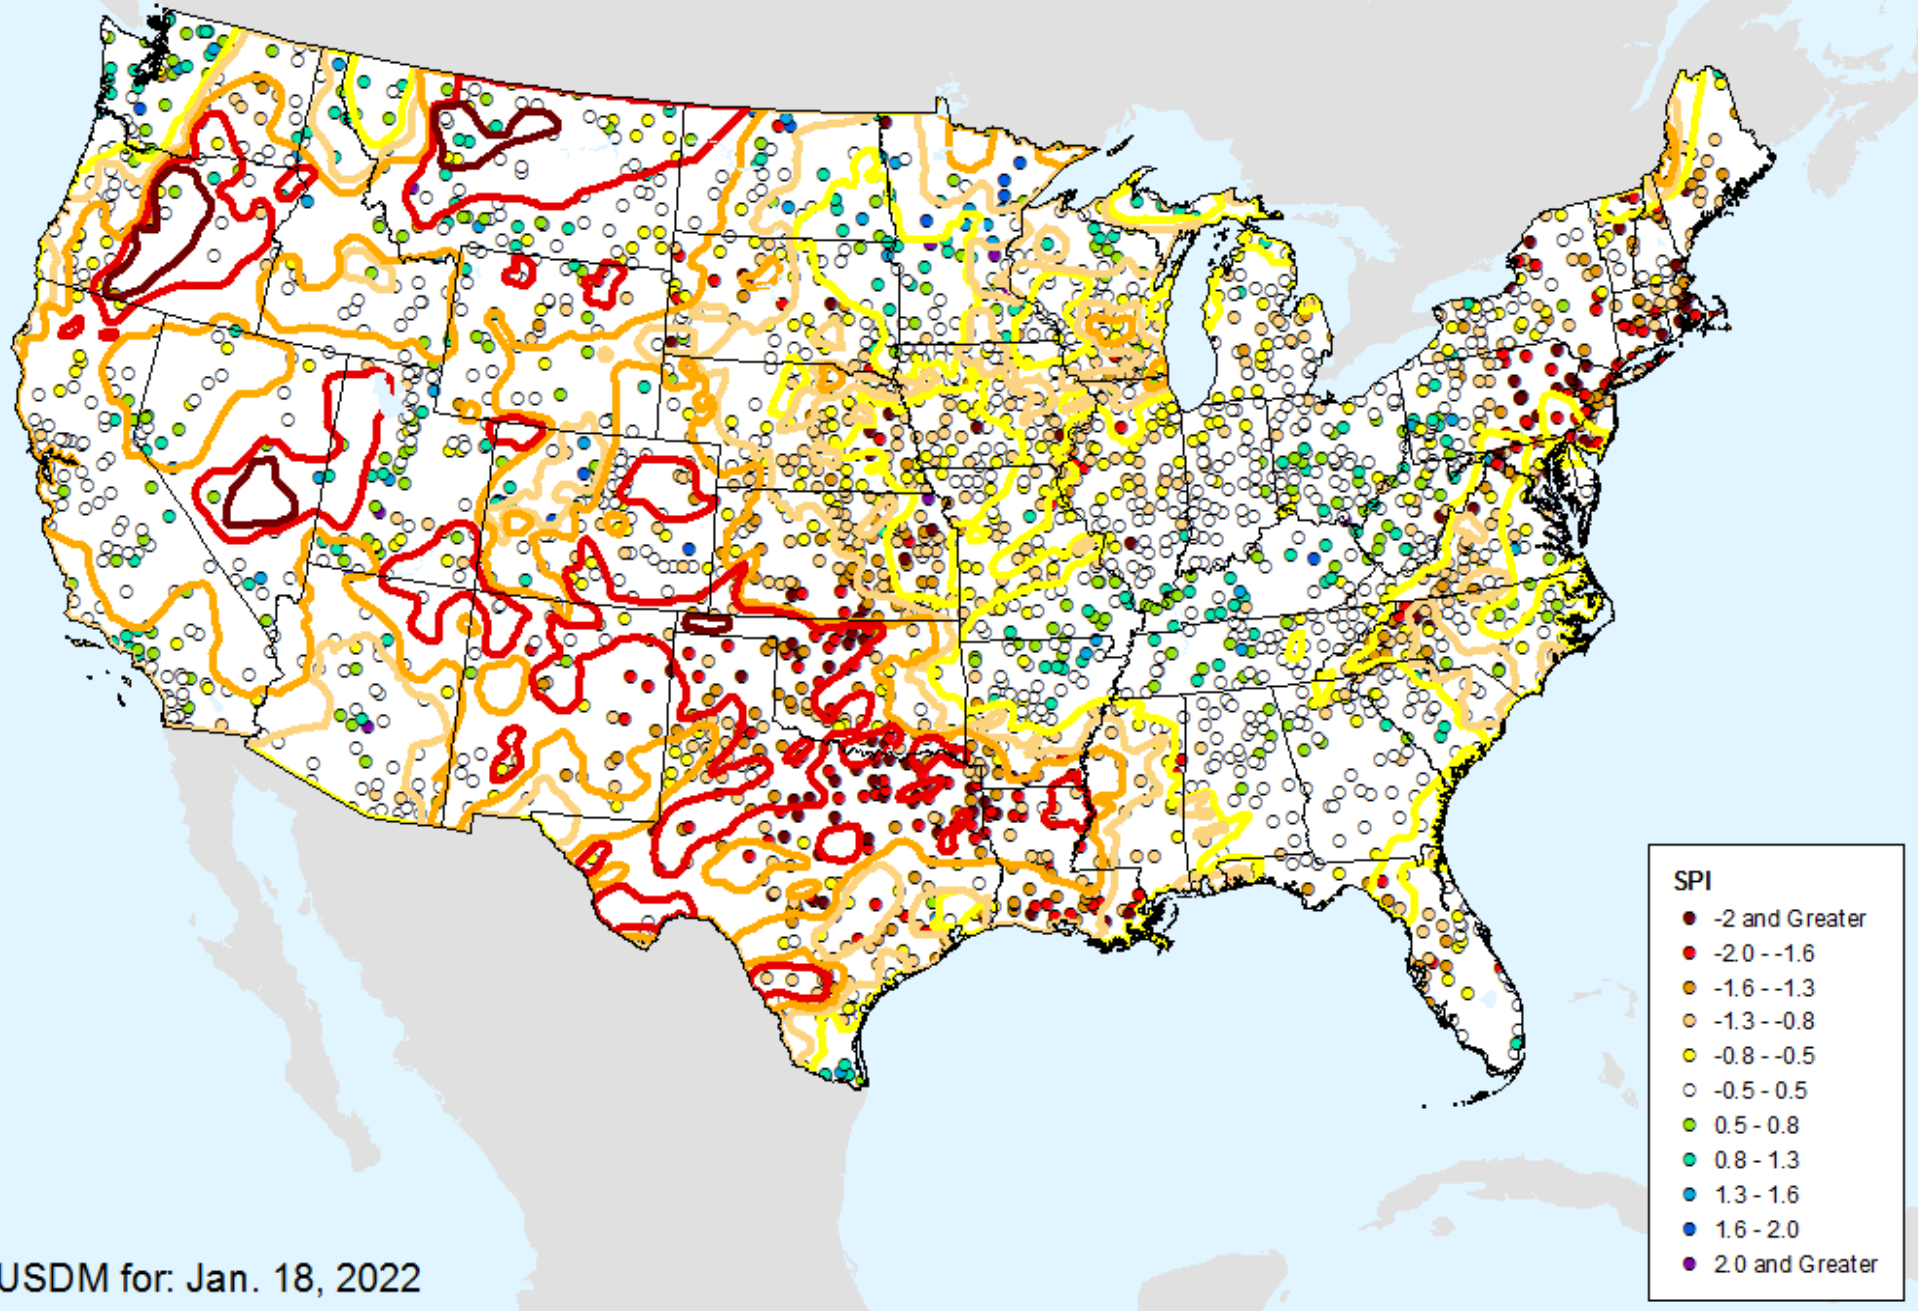 SPI
-2 and Greater
-2.0 - -1.6
-1.6 - -1.3
-1.3 - -0.8
-0.8 - -0.5
-0.5 - 0.5
0.5 - 0.8
0.8 - 1.3
1.3 - 1.6
1.6 - 2.0
2.0 and Greater
USDM for: Jan. 18, 2022